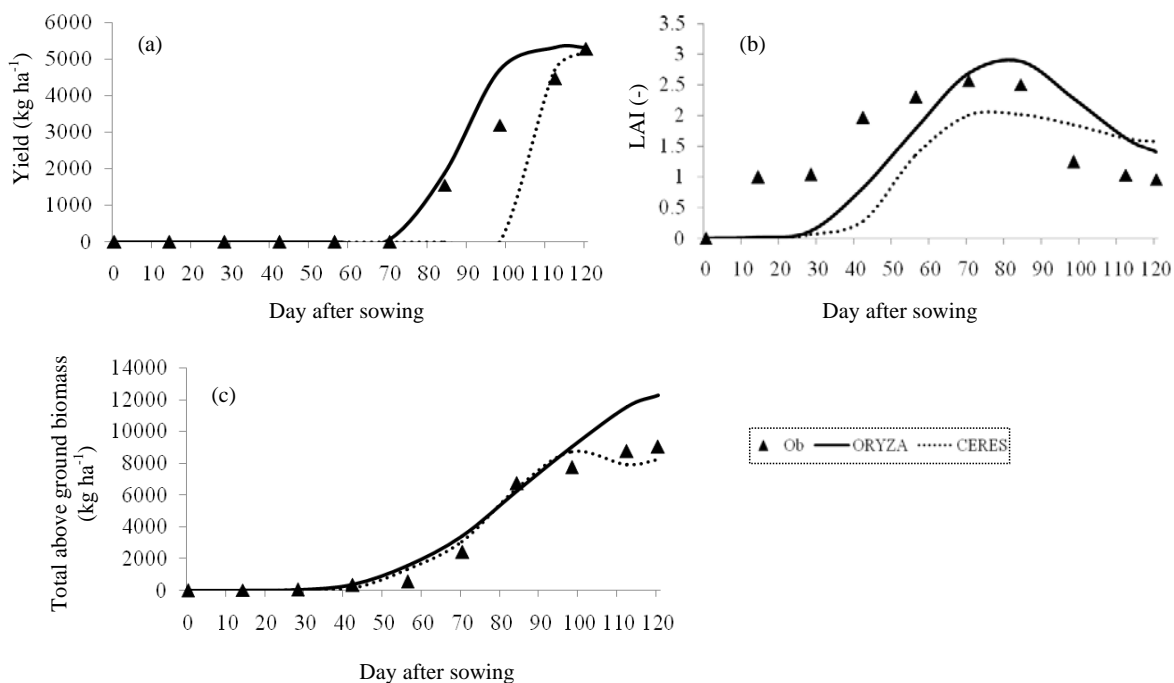 (a)
Yield (kg ha-1)
6000
5000
4000
3000
2000
1000
0
0 10 20 30 40 50 60 70 80 90 100 110 120
Day after sowing
(b)
LAI (-)
3.5
3
2.5
2
1.5
1
0.5
0
0 10 20 30 40 50 60 70 80 90 100 110 120
Day after sowing
(c)
Total above ground biomass
(kg ha-1)
14000
12000
10000
8000
6000
4000
2000
0
0 10 20 30 40 50 60 70 80 90 100 110 120
Day after sowing
Ob ORYZA CERES